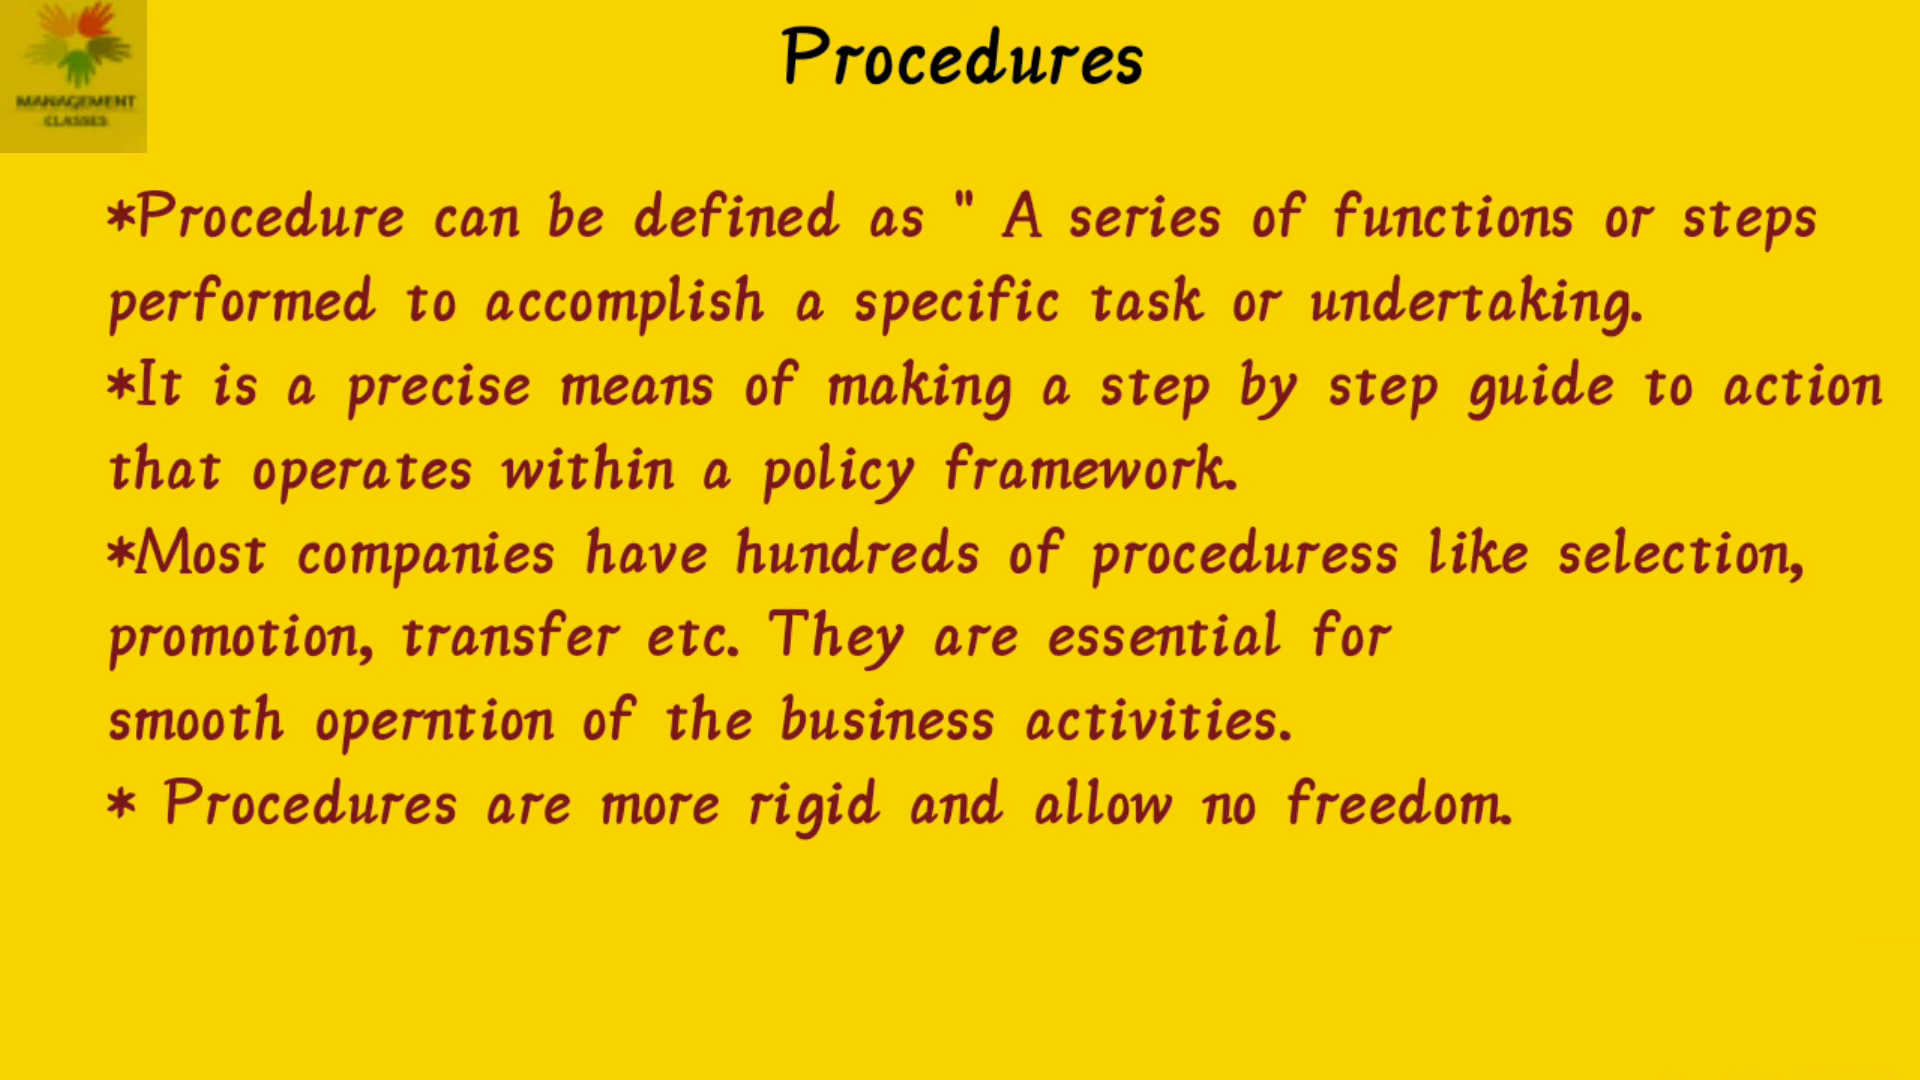 MANAGEMENT
CLASSES
Procedures
*Procedure can be defined as " A series of functions or steps
performed to accomplish a specific task or undertaking.
*It is a precise means of making a step by step guide to action
that operates within a policy framework.
*Most companies have hundreds of proceduress like selection,
promotion, transfer etc. They are essential for
smooth operntion of the business activities.
* Procedures are more rigid and allow no freedom.